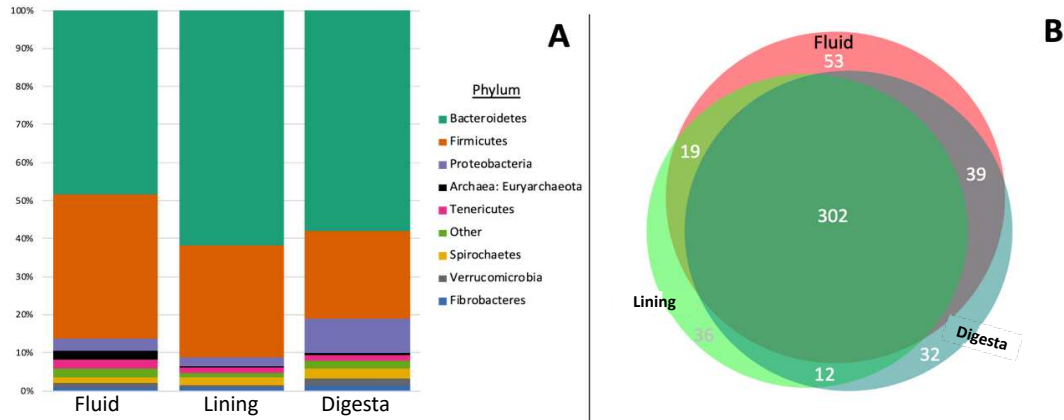 100%
90%
80%
70%
60%
50%
40%
30%
20%
10%
0%
Fluid Lining Digesta
A
Phylum
Bacteroidetes
Firmicutes
Proteobacteria
Archaea: Euryarchaeota
Tenericutes
Other
Spirochaetes
Verrucomicrobia
Fibrobacteres
B
Fluid
53
19
39
302
Lining
Digesta
36
32
12